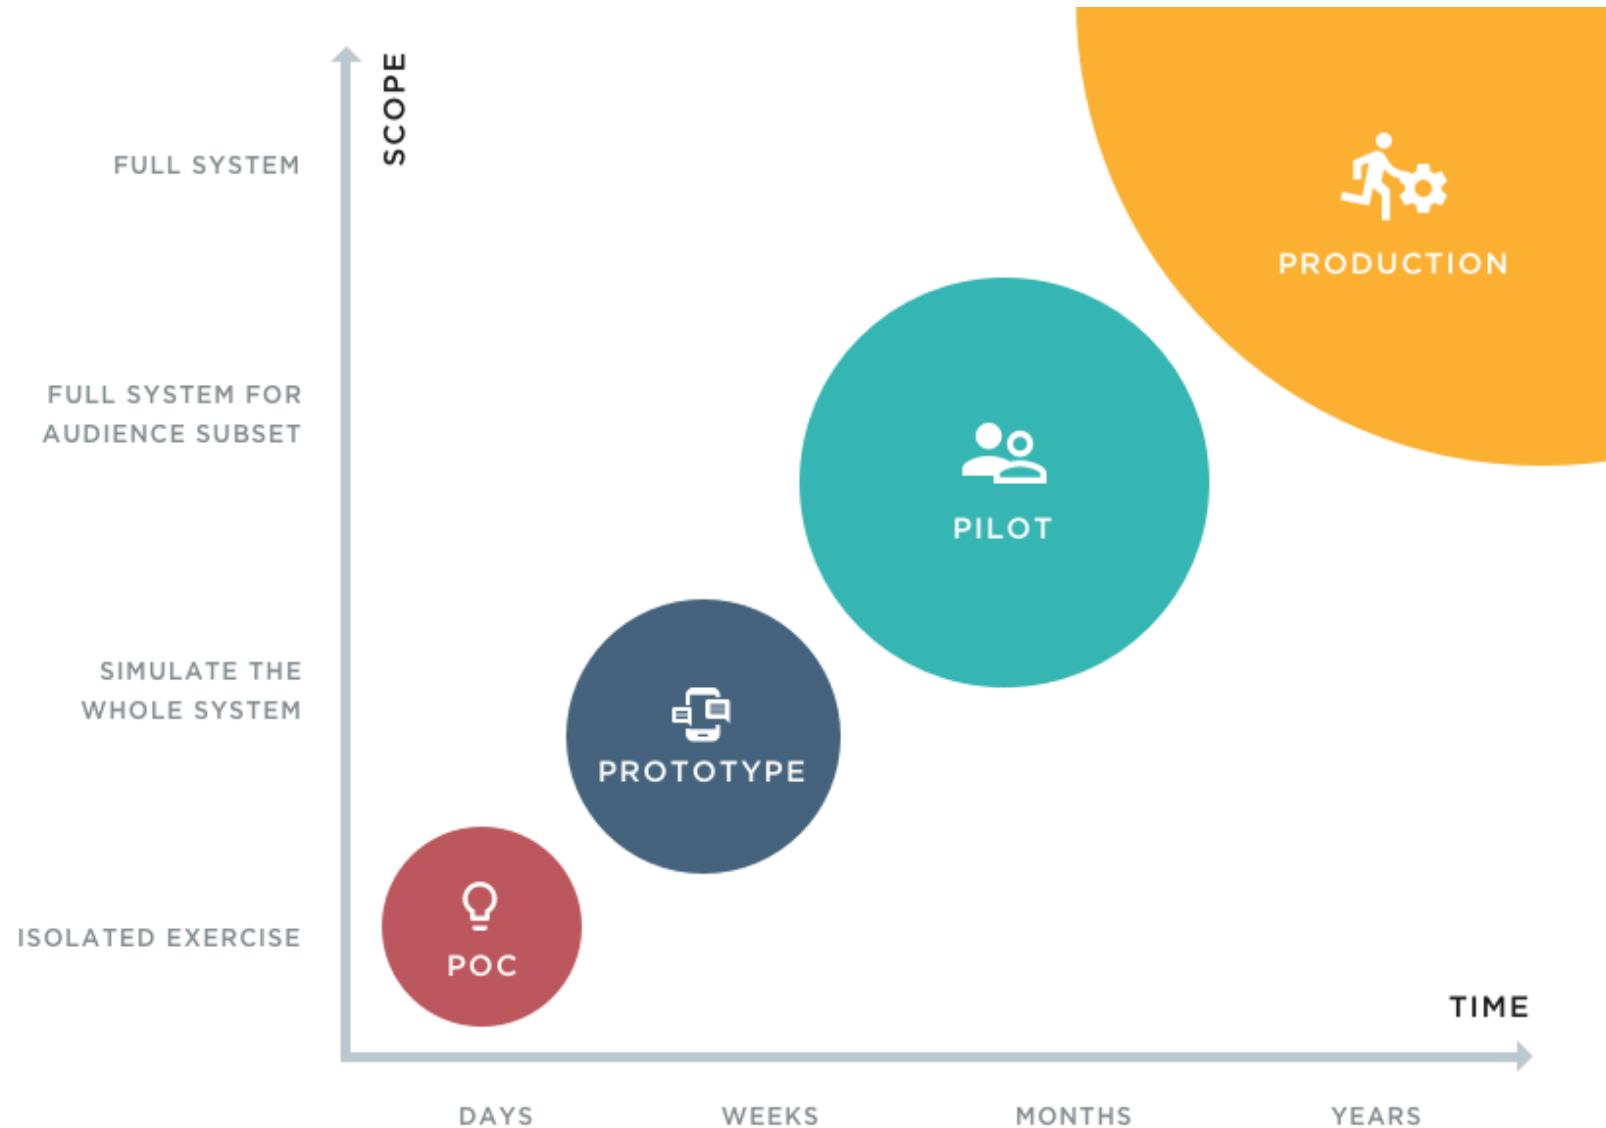 SCOPE
FULL SYSTEM
PRODUCTION
FULL SYSTEM FOR
AUDIENCE SUBSET
PILOT
SIMULATE THE
WHOLE SYSTEM
PROTOTYPE
ISOLATED EXERCISE
POC
TIME
DAYS
WEEKS
MONTHS
YEARS